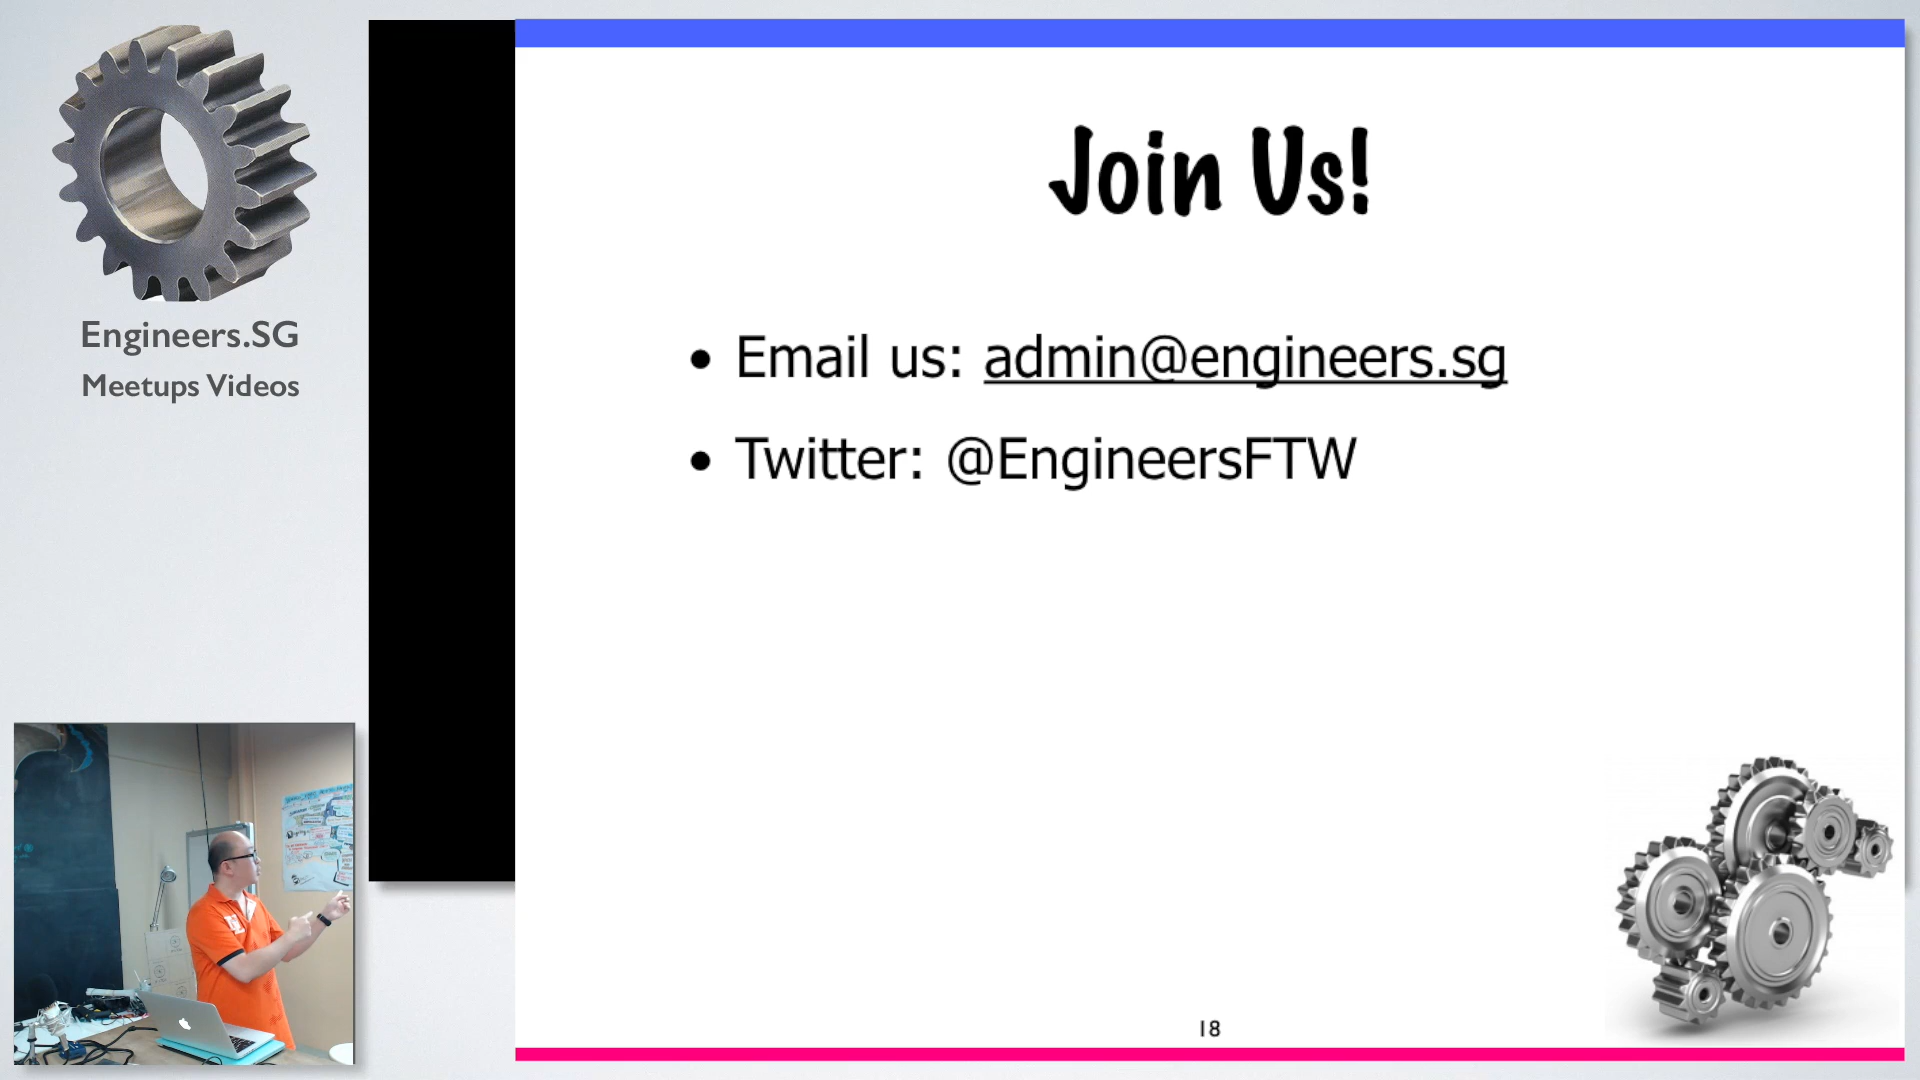 Engineers.SG
Meetups Videos
Join Us!
• Email us: admin@engineers.sg
• Twitter: @EngineersFTW
18